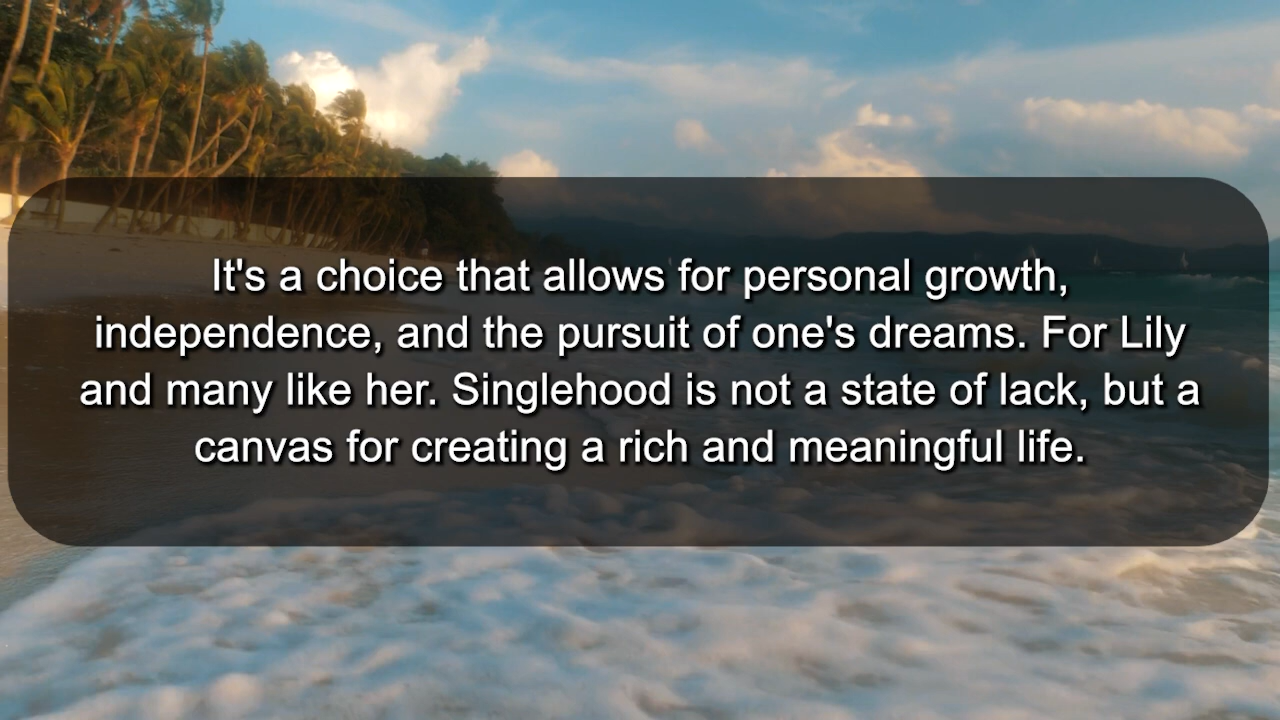 It's a choice that allows for personal growth,
independence, and the pursuit of one's dreams. For Lily
and many like her. Singlehood is not a state of lack, but a
canvas for creating a rich and meaningful life.